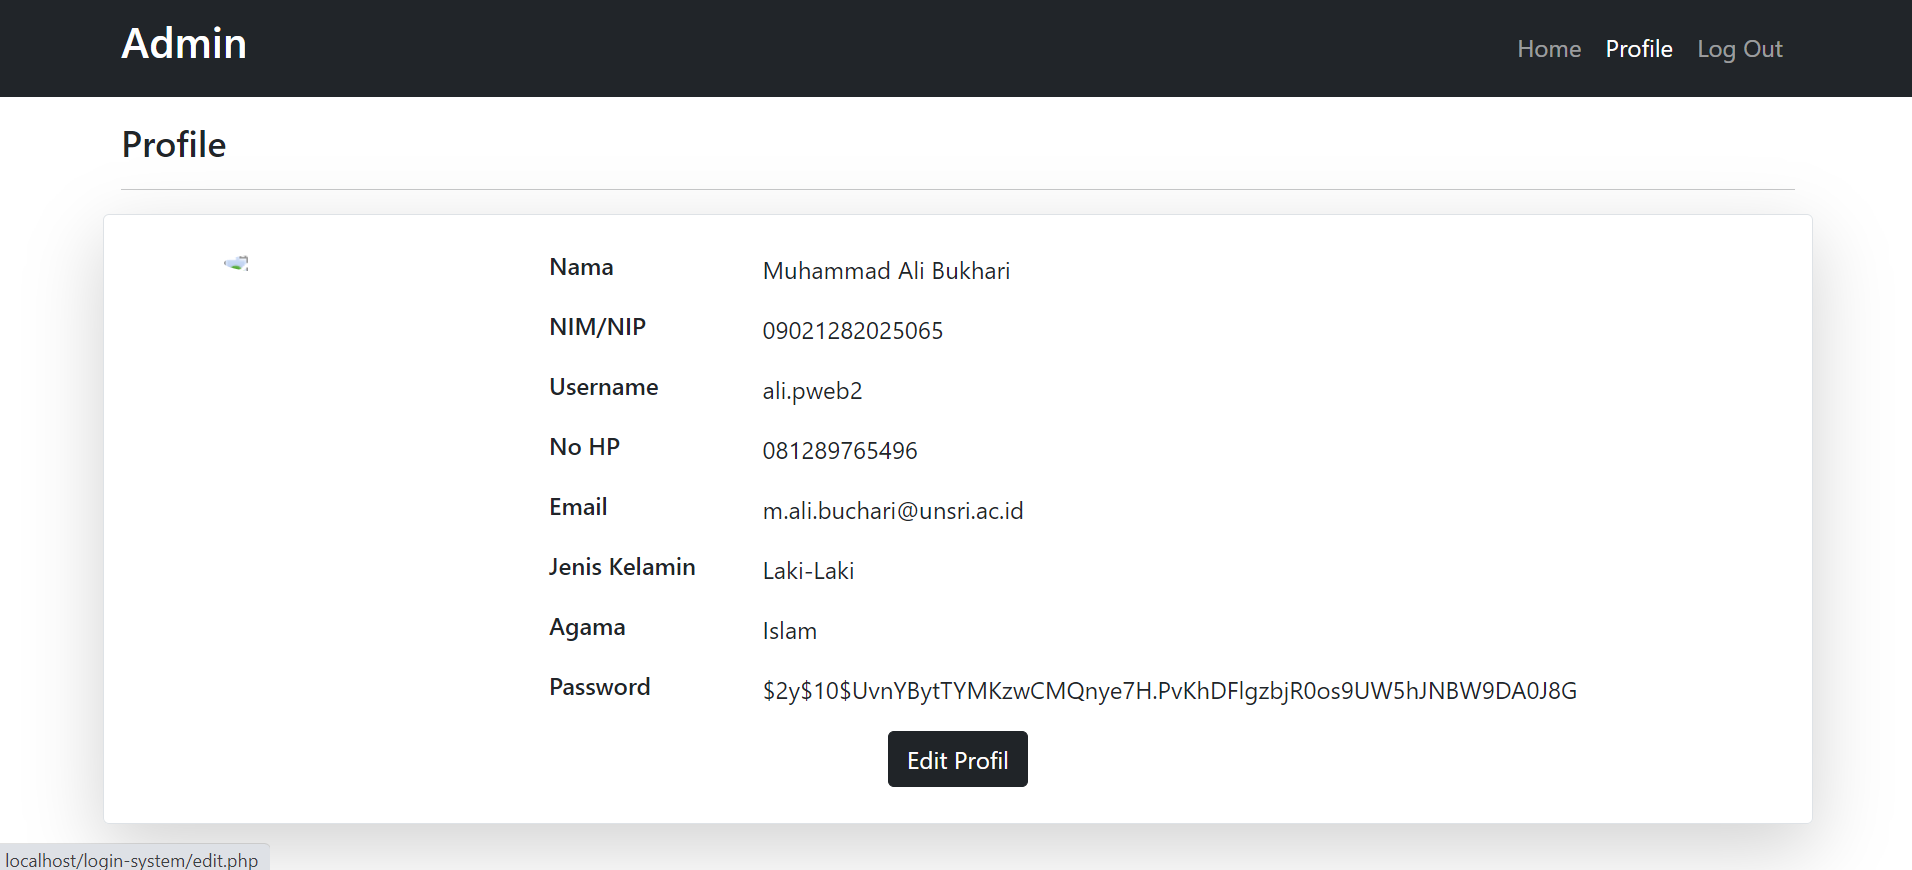 Admin
Home Profile Log Out
Profile
Nama Muhammad Ali Bukhari
NIM/NIP 09021282025065
Username ali.pweb2
No HP 081289765496
Email m.ali.buchari@unsri.ac.id
Jenis Kelamin Laki-Laki
Agama Islam
Password $2y$10$UvnYBytTYMKzwCMQnye7H.PvKhDFlgzbjR0os9UW5hJNBW9DA0J8G
Edit Profil
localhost/login-system/edit.php